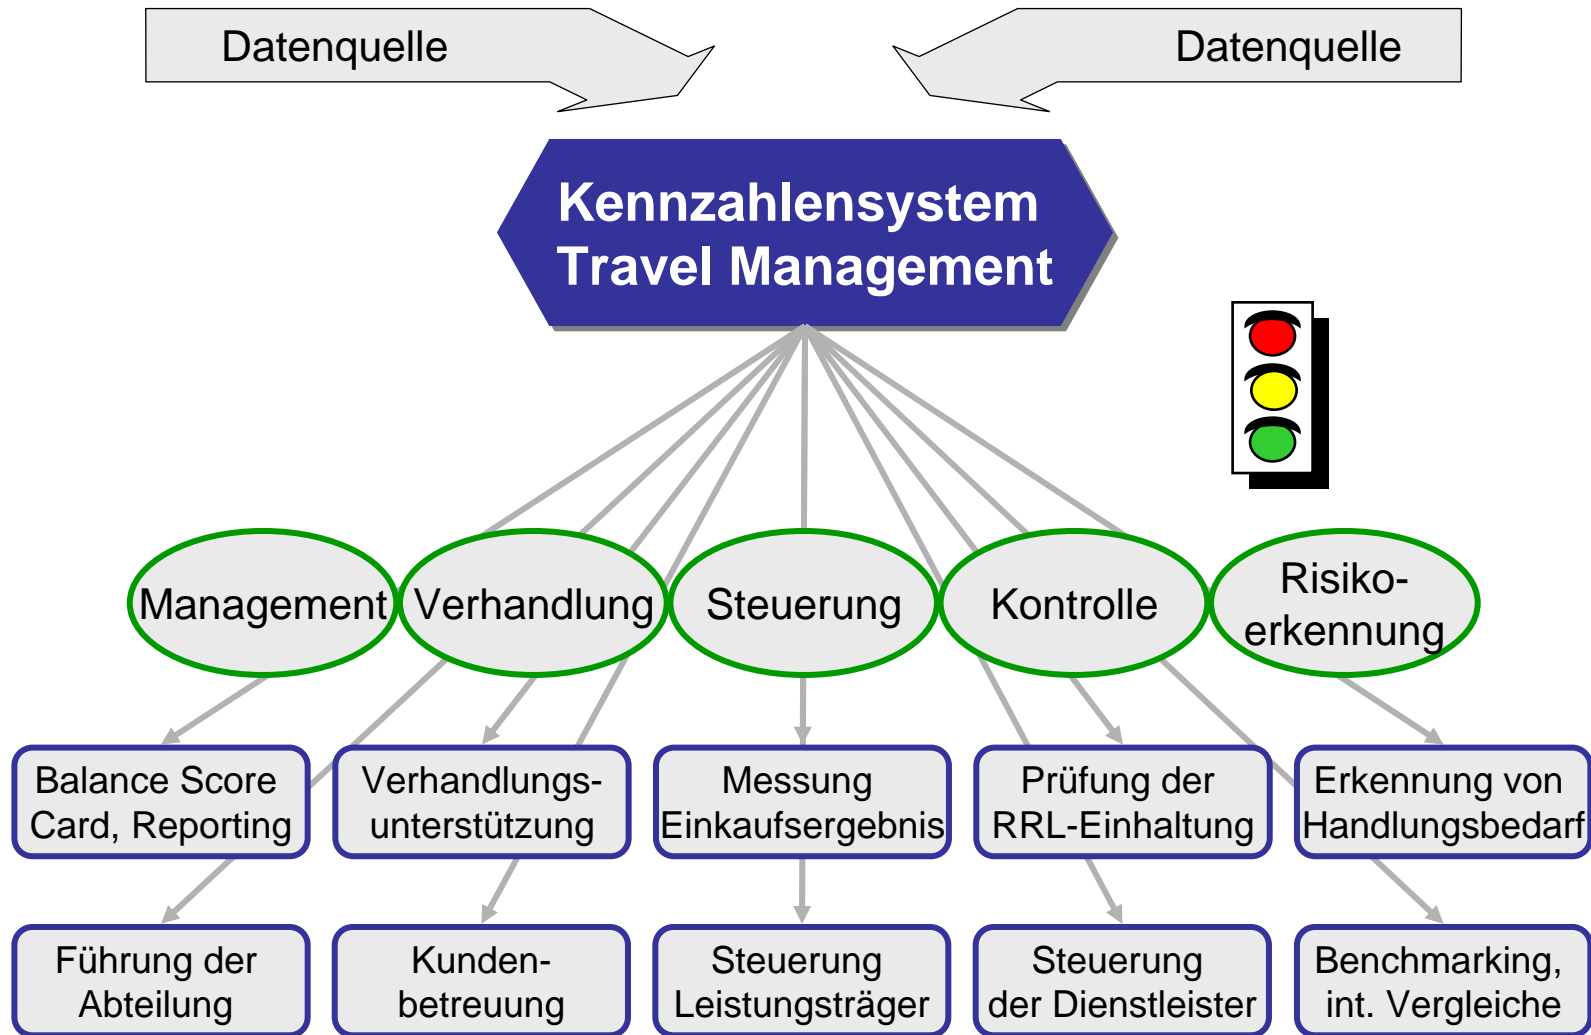 Datenquelle
Datenquelle
Kennzahlensystem
Travel Management
Management
Verhandlung
Steuerung
Kontrolle
Risiko-
erkennung
Balance Score
Card, Reporting
Verhandlungs-
unterstützung
Messung
Einkaufsergebnis
Prüfung der
RRL-Einhaltung
Erkennung von
Handlungsbedarf
Führung der
Abteilung
Kunden-
betreuung
Steuerung
Leistungsträger
Steuerung
der Dienstleister
Benchmarking,
int. Vergleiche